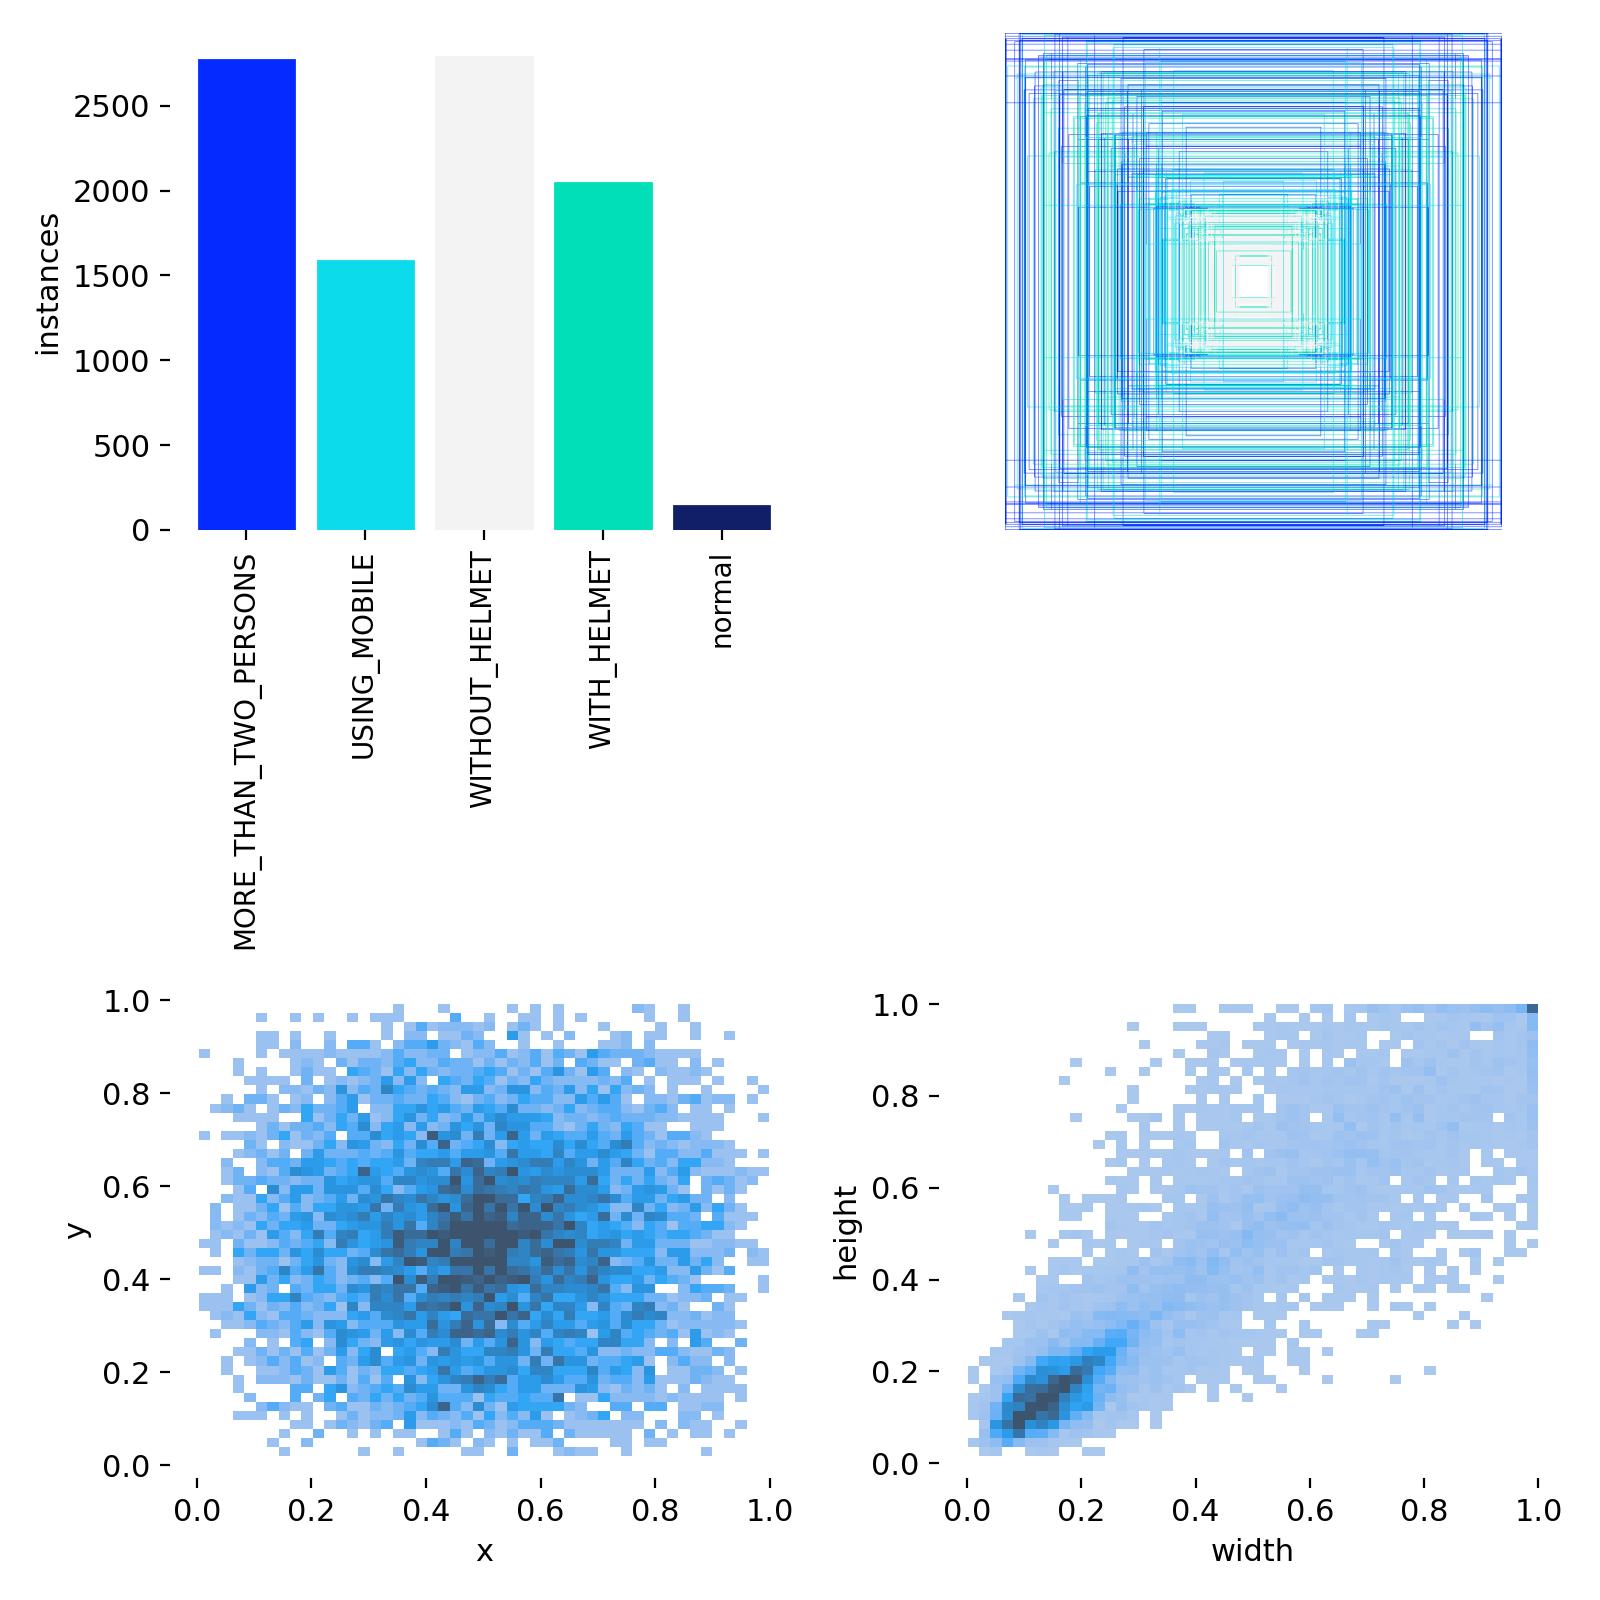 instances
2500
2000
1500
1000
500
0
MORE_THAN_TWO_PERSONS
USING_MOBILE
WITHOUT_HELMET
WITH_HELMET
normal
y
1.0
0.8
0.6
0.4
0.2
0.0
0.0 0.2 0.4 0.6 0.8 1.0
x
height
1.0
0.8
0.6
0.4
0.2
0.0
0.0 0.2 0.4 0.6 0.8 1.0
width